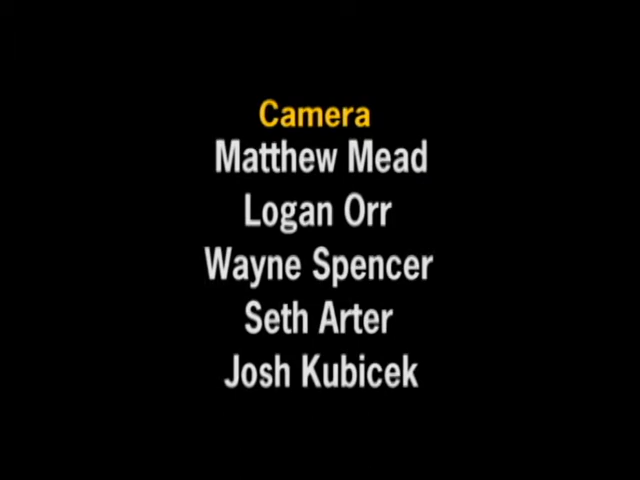 Camera
Matthew Mead
Logan Orr
Wayne Spencer
Seth Arter
Josh Kubicek